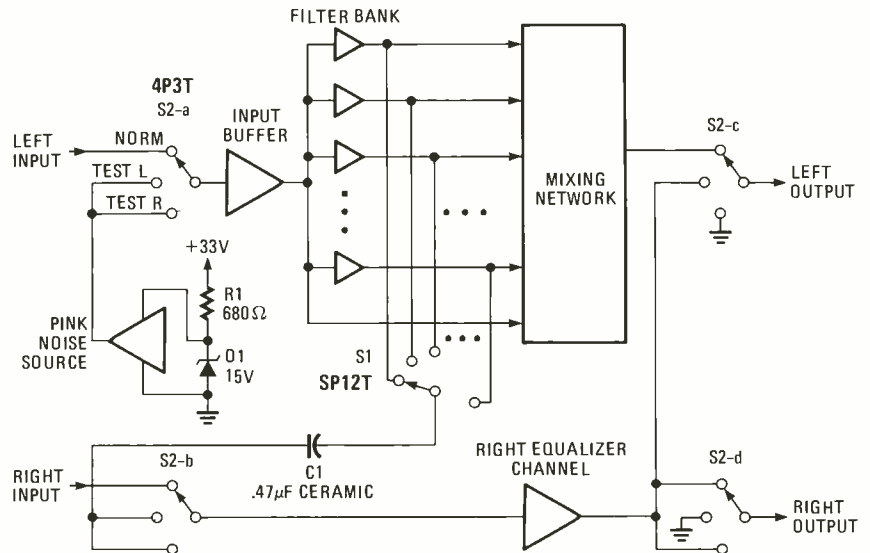 FILTER BANK
4P3T
S2-a
INPUT
BUFFER
LEFT
INPUT
NORM
TEST L
TEST R
MIXING
NETWORK
S2-c
LEFT
OUTPUT
+33V
R1
680Ω
PINK
NOISE
SOURCE
D1
15V
S1
SP12T
RIGHT
INPUT
S2-b
C1
.47μF CERAMIC
RIGHT EQUALIZER
CHANNEL
S2-d
RIGHT
OUTPUT